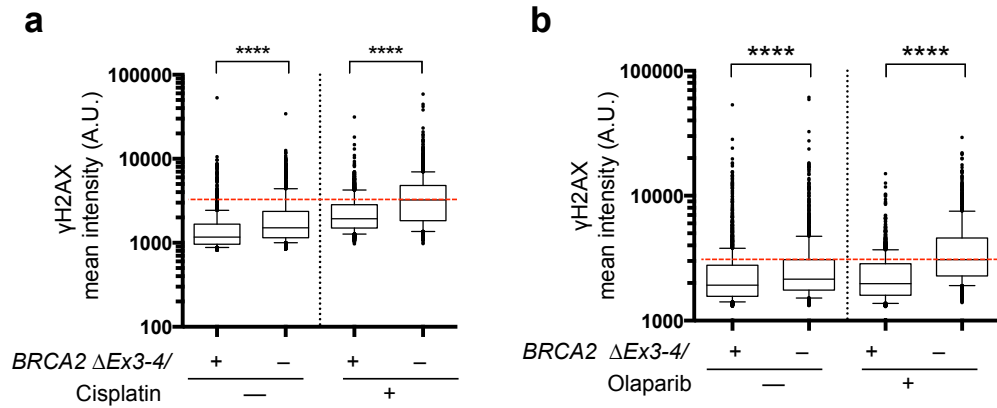 a
**** ****
100000
10000
1000
100
γH2AX
mean intensity (A.U.)
BRCA2 ΔEx3-4/ + – + –
Cisplatin — +
b
**** ****
100000
10000
1000
γH2AX
mean intensity (A.U.)
BRCA2 ΔEx3-4/ + – + –
Olaparib — +